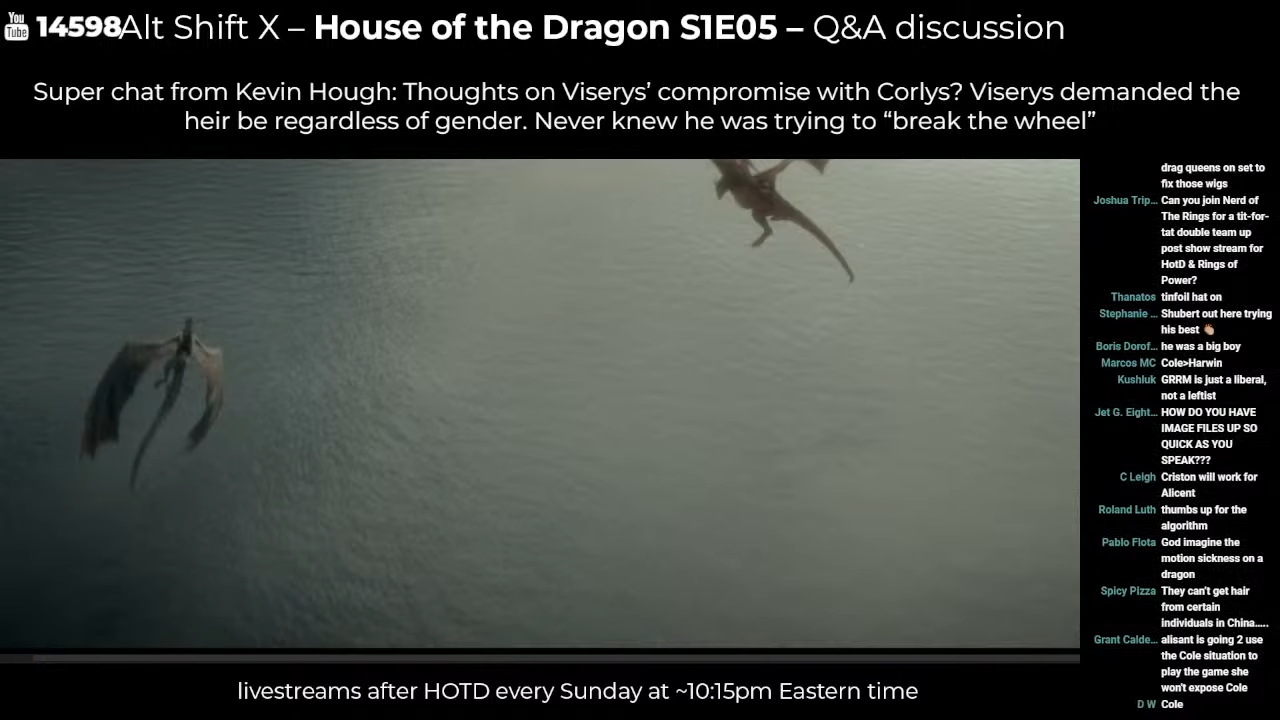 You
Tube
14598
Alt Shift X – House of the Dragon S1E05 – Q&A discussion
Super chat from Kevin Hough: Thoughts on Viserys’ compromise with Corlys? Viserys demanded the
heir be regardless of gender. Never knew he was trying to “break the wheel”
drag queens on set to
fix those wigs
Joshua Trip... Can you join Nerd of
The Rings for a tit-for-
tat double team up
post show stream for
HotD & Rings of
Power?
Thanatos tinfoil hat on
Stephanie ... Shubert out here trying
his best 👏🏼
Boris Dorof... he was a big boy
Marcos MC Cole>Harwin
Kushluk GRRM is just a liberal,
not a leftist
Jet G. Eight... HOW DO YOU HAVE
IMAGE FILES UP SO
QUICK AS YOU
SPEAK???
C Leigh Criston will work for
Alicent
Roland Luth thumbs up for the
algorithm
Pablo Flota God imagine the
motion sickness on a
dragon
Spicy Pizza They can’t get hair
from certain
individuals in China.....
Grant Calde... alisant is going 2 use
the Cole situation to
play the game she
won't expose Cole
D W Cole
livestreams after HOTD every Sunday at ~10:15pm Eastern time